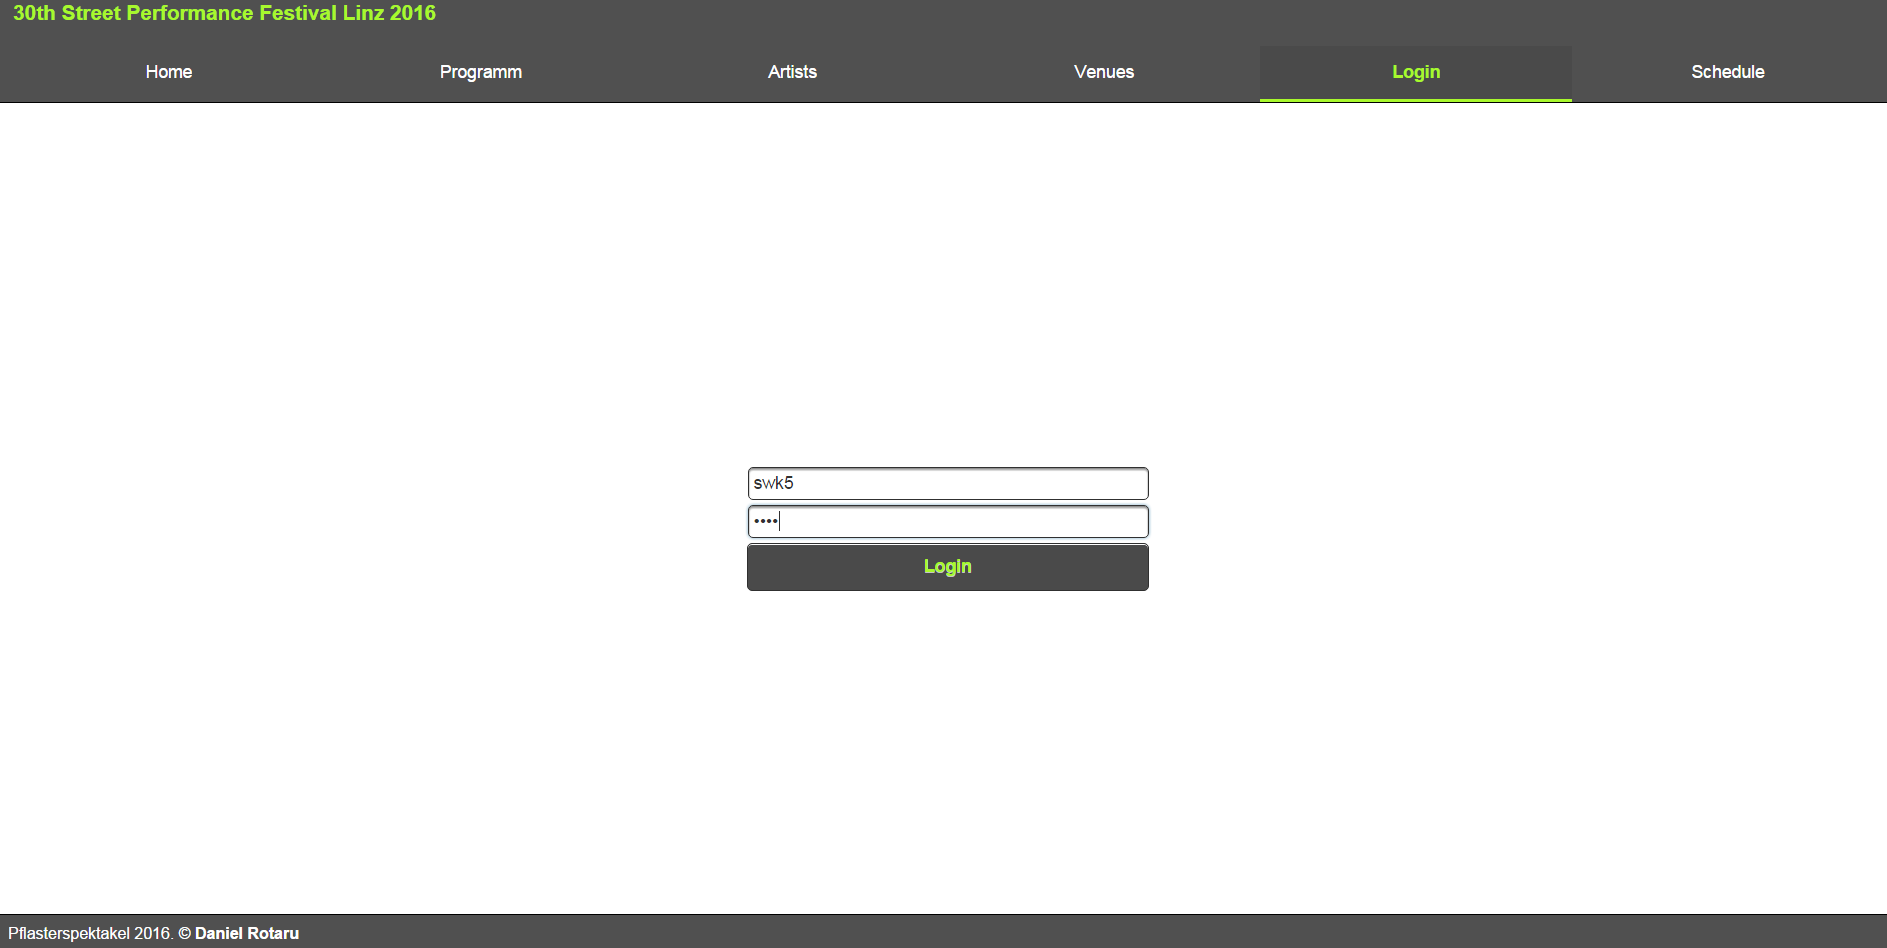 30th Street Performance Festival Linz 2016
Home Programm Artists Venues Login Schedule
swk5
••••
Login
Pflasterspektakel 2016. © Daniel Rotaru